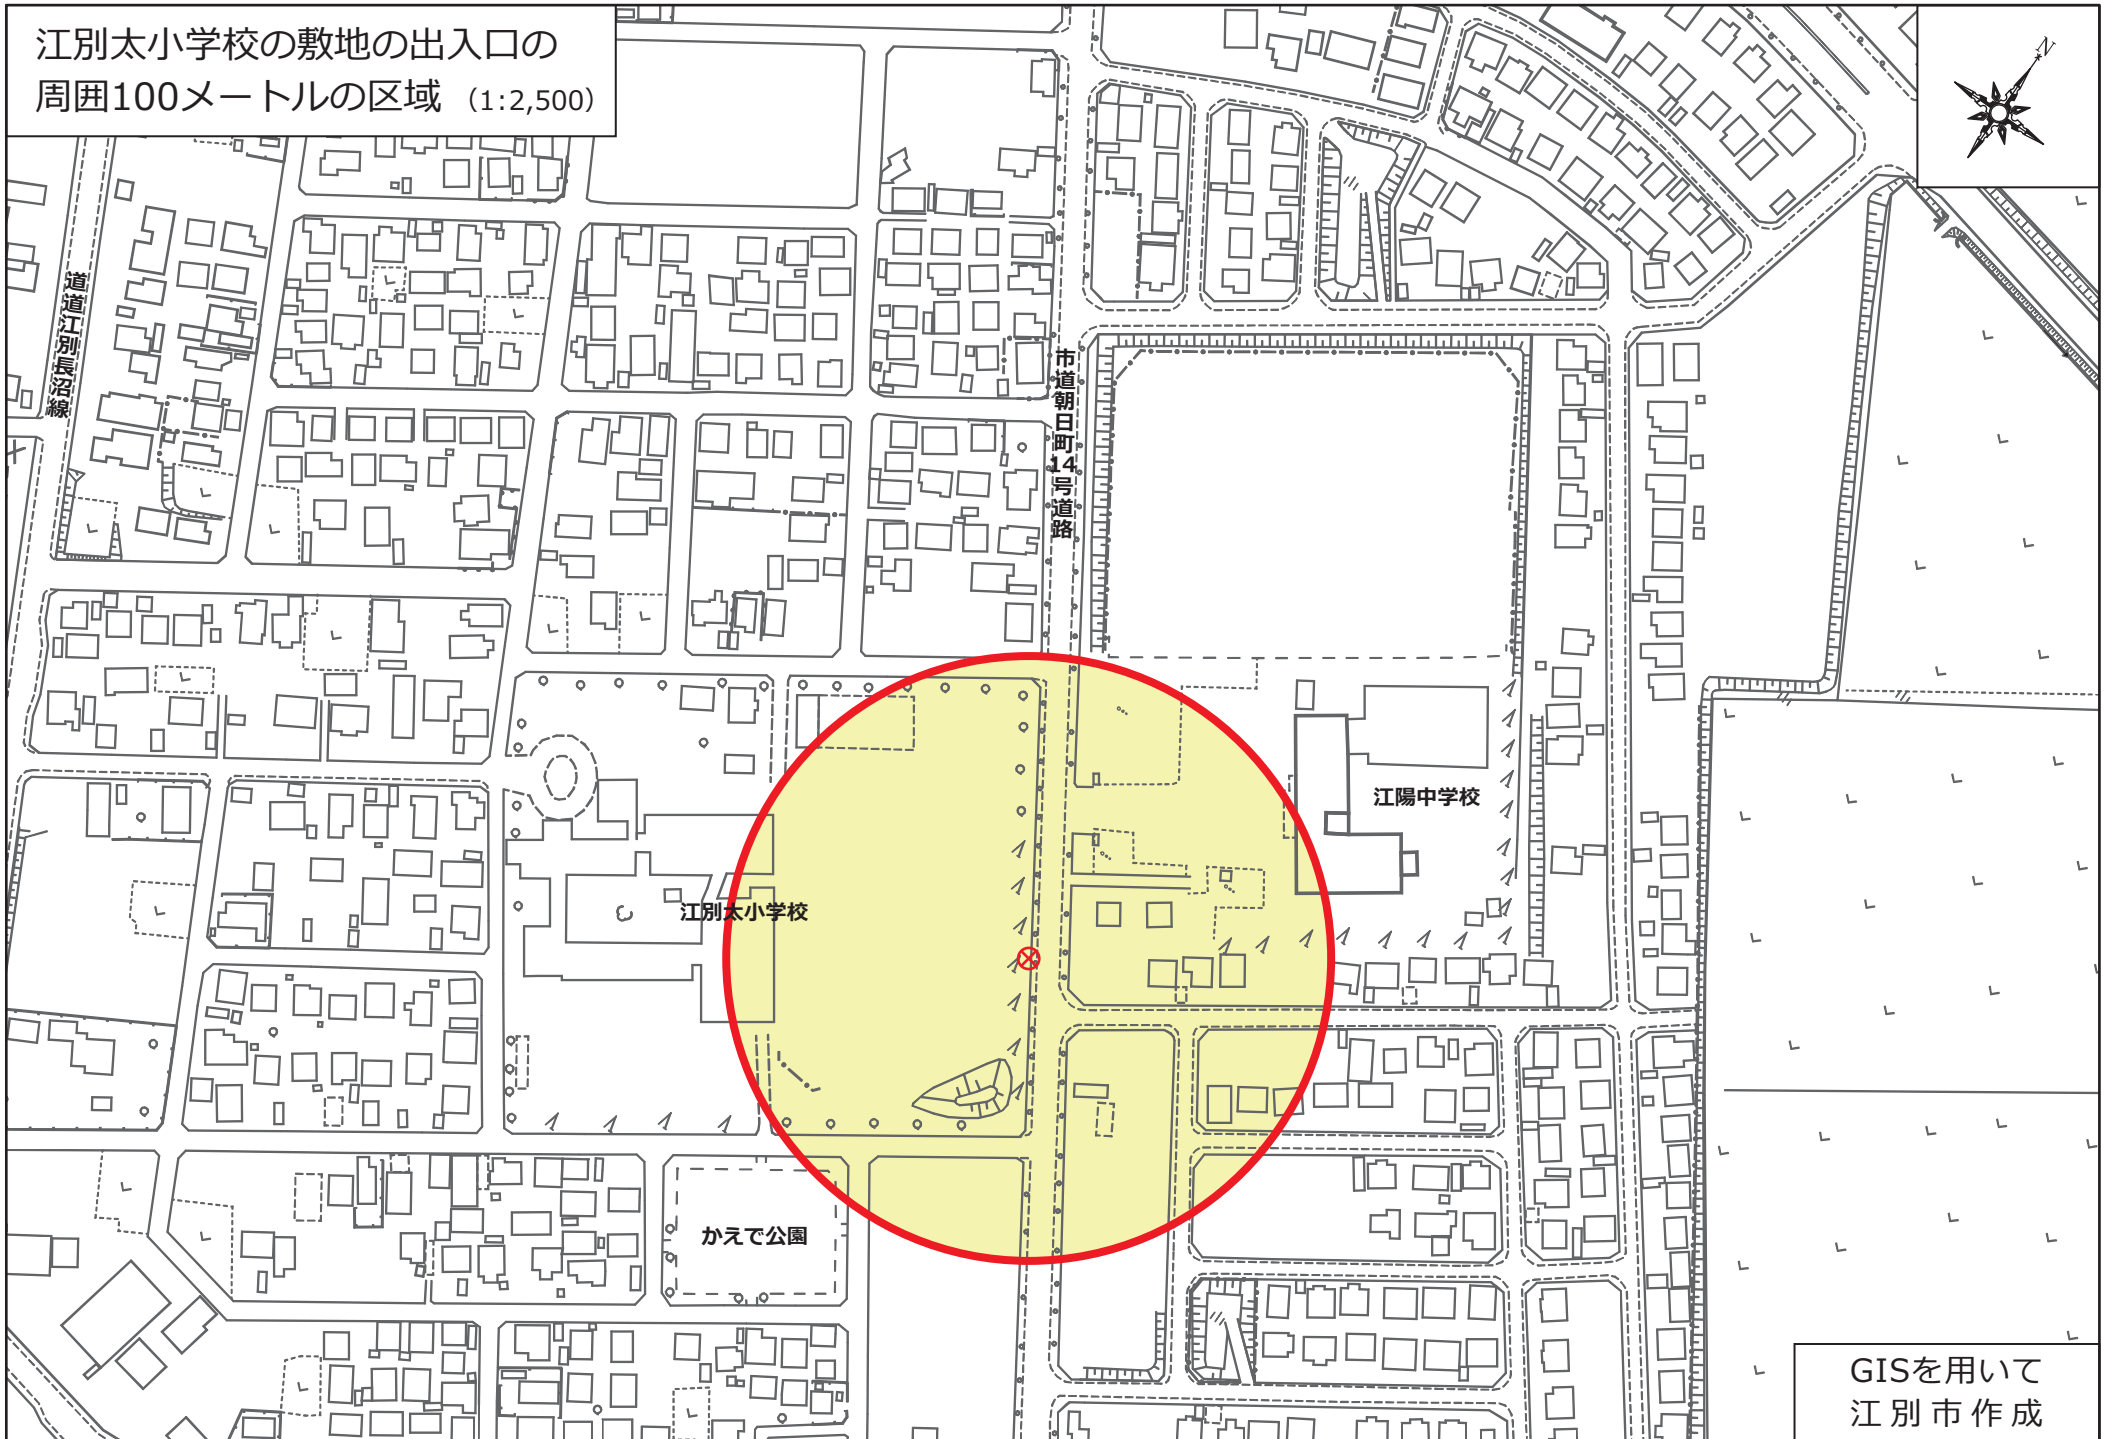 江別太小学校の敷地の出入口の
周囲100メートルの区域 （1:2,500）
N
道道江別長沼線
市道朝日町14号道路
江陽中学校
江別太小学校
かえで公園
GISを用いて
江別市作成